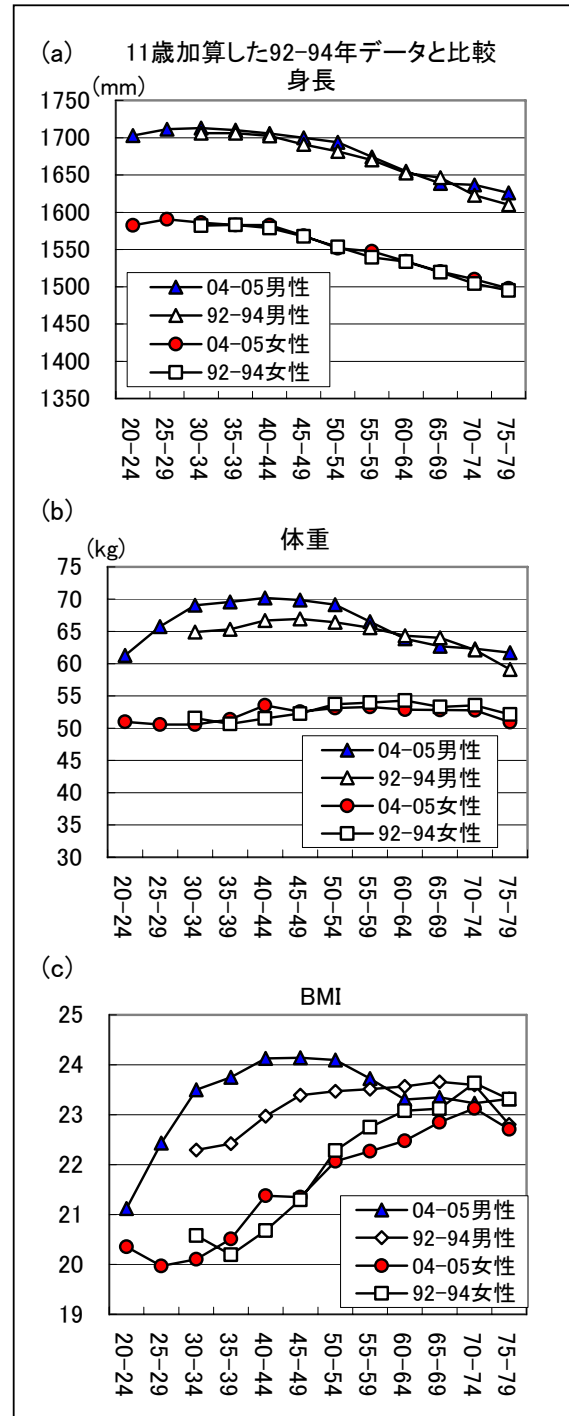 (a)
11歳加算した92-94年データと比較
身長
(mm)
1750
1700
1650
1600
1550
1500
1450
1400
1350
04-05男性
92-94男性
04-05女性
92-94女性
20-24
25-29
30-34
35-39
40-44
45-49
50-54
55-59
60-64
65-69
70-74
75-79
(b)
体重
(kg)
75
70
65
60
55
50
45
40
35
30
04-05男性
92-94男性
04-05女性
92-94女性
20-24
25-29
30-34
35-39
40-44
45-49
50-54
55-59
60-64
65-69
70-74
75-79
(c)
BMI
25
24
23
22
21
20
19
04-05男性
92-94男性
04-05女性
92-94女性
20-24
25-29
30-34
35-39
40-44
45-49
50-54
55-59
60-64
65-69
70-74
75-79